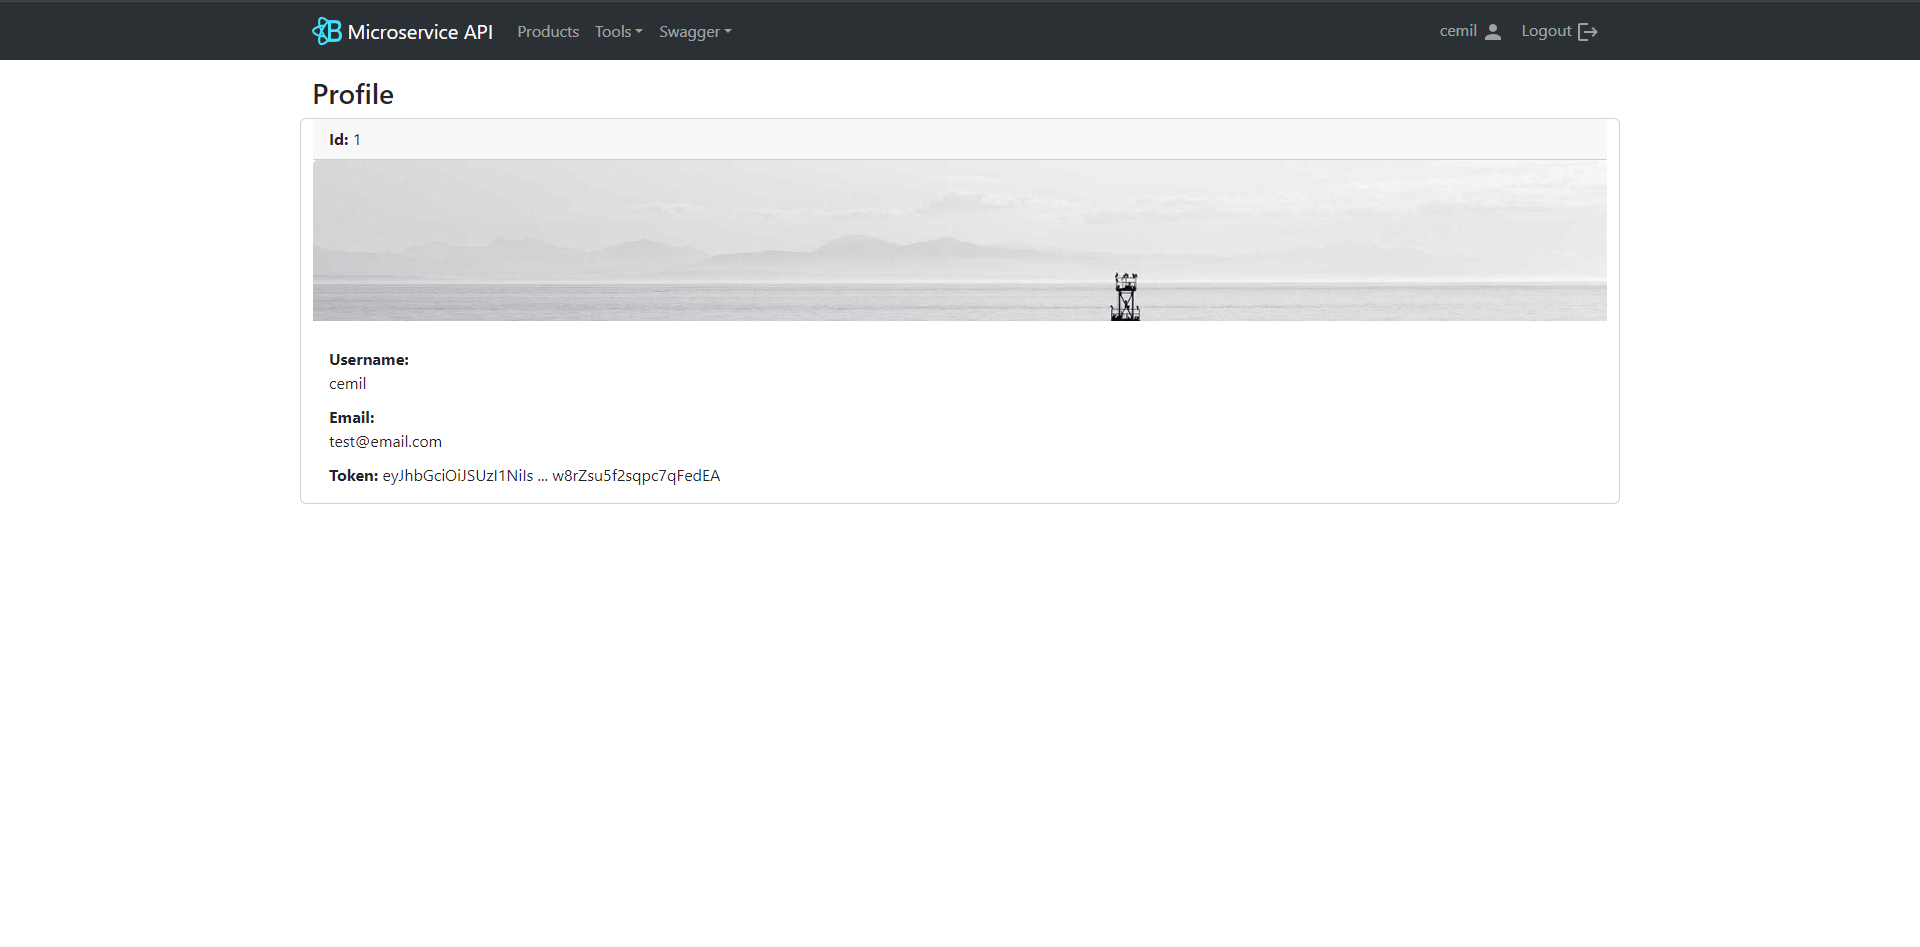 Microservice API Products Tools Swagger cemil Logout
Profile
Id: 1
Username:
cemil
Email:
test@email.com
Token: eyJhbGciOiJSUzI1NiIs ... w8rZsu5f2sqpc7qFedEA